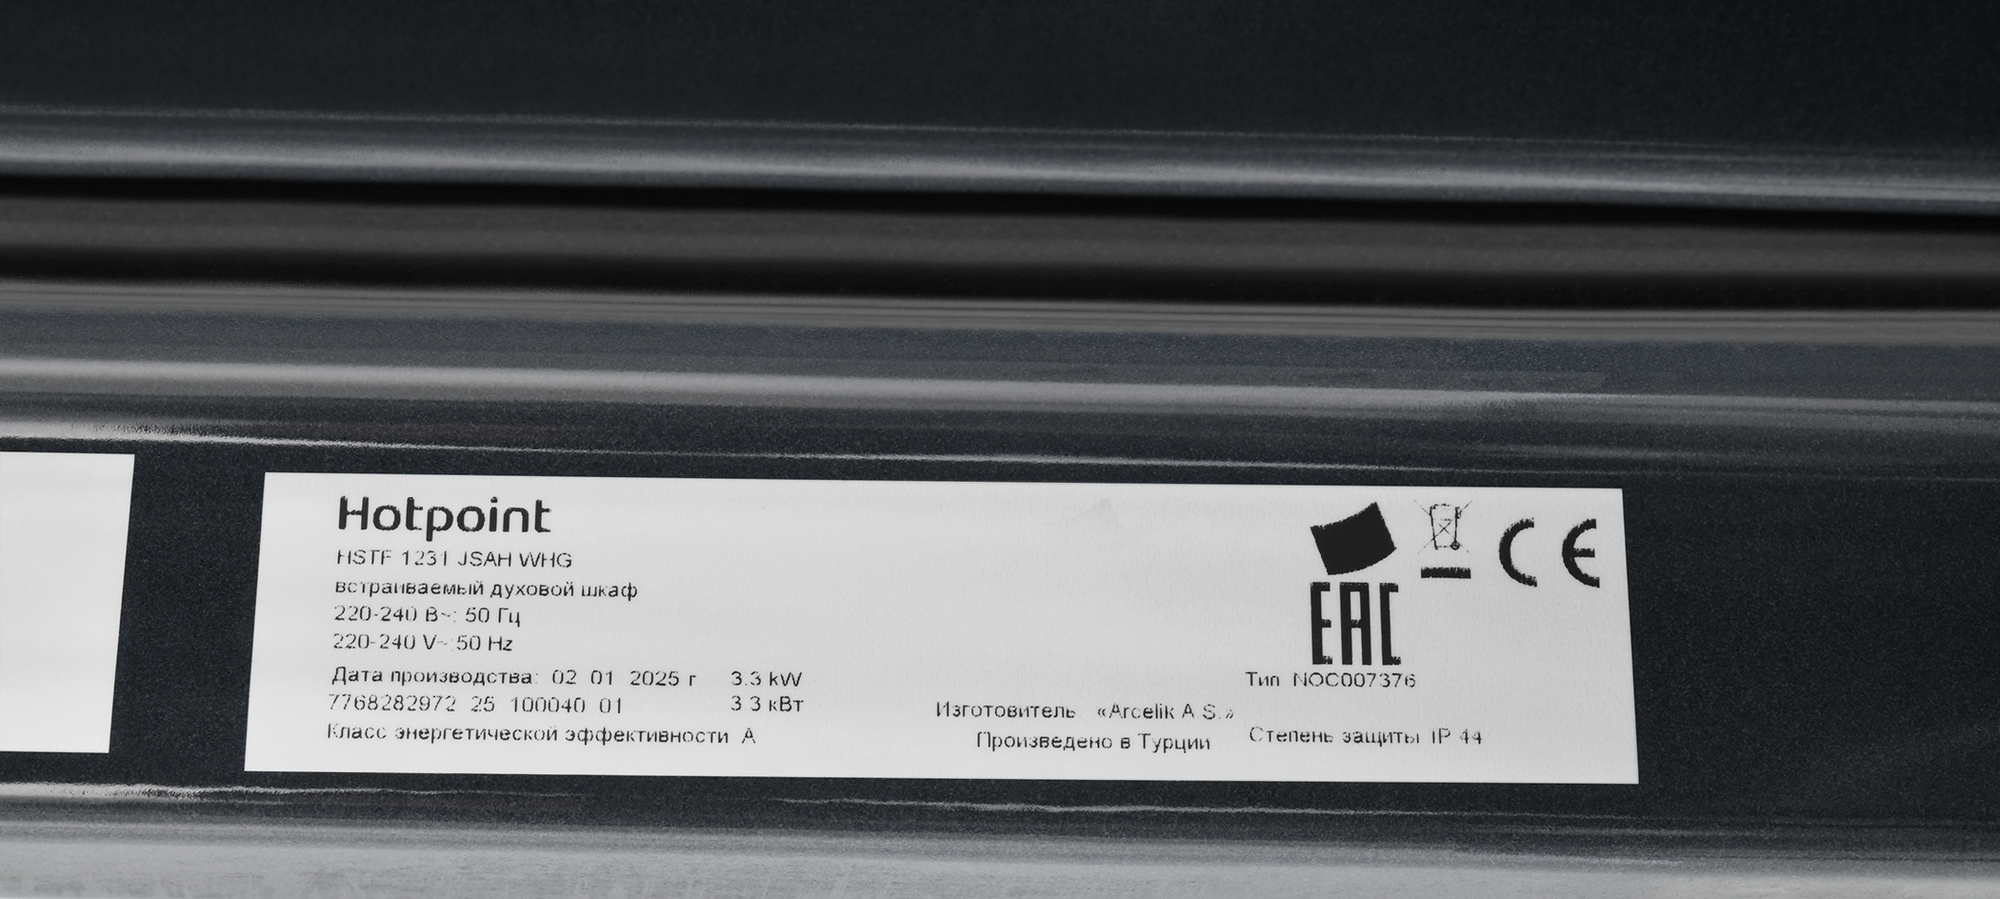 Hotpoint
HSTF 1231 JSAH WHG
встраиваемый духовой шкаф
220-240 В~: 50 Гц
220-240 V~ 50 Hz
Дата производства: 02 01 2025 г 3.3 kW
7768282972 25 100040 01 3 3 кВт
Класс энергетической эффективности А
Изготовитель «Arcelik A S.»
Произведено в Турции
CE
EAC
Тип NOC007376
Степень защиты IP 44